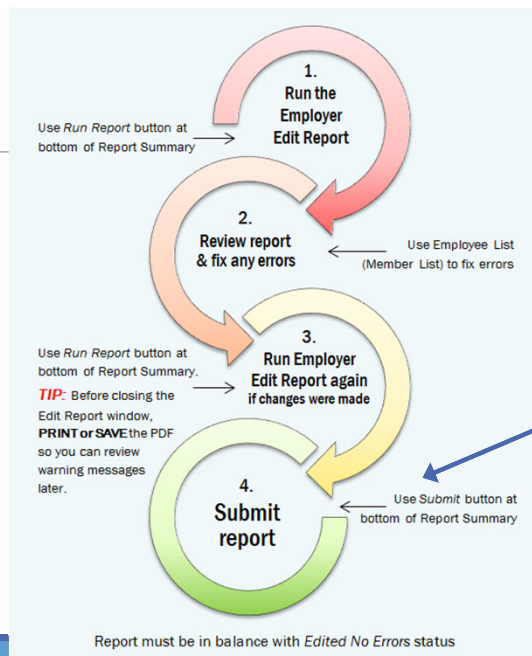 1.
Run the
Employer
Edit Report
Use Run Report button at
bottom of Report Summary
2.
Review report
& fix any errors
Use Employee List
(Member List) to fix errors
3.
Run Employer
Edit Report again
if changes were made
Use Run Report button at
bottom of Report Summary.
TIP: Before closing the
Edit Report window,
PRINT or SAVE the PDF
so you can review
warning messages
later.
4.
Submit
report
Use Submit button at
bottom of Report Summary
Report must be in balance with Edited No Errors status